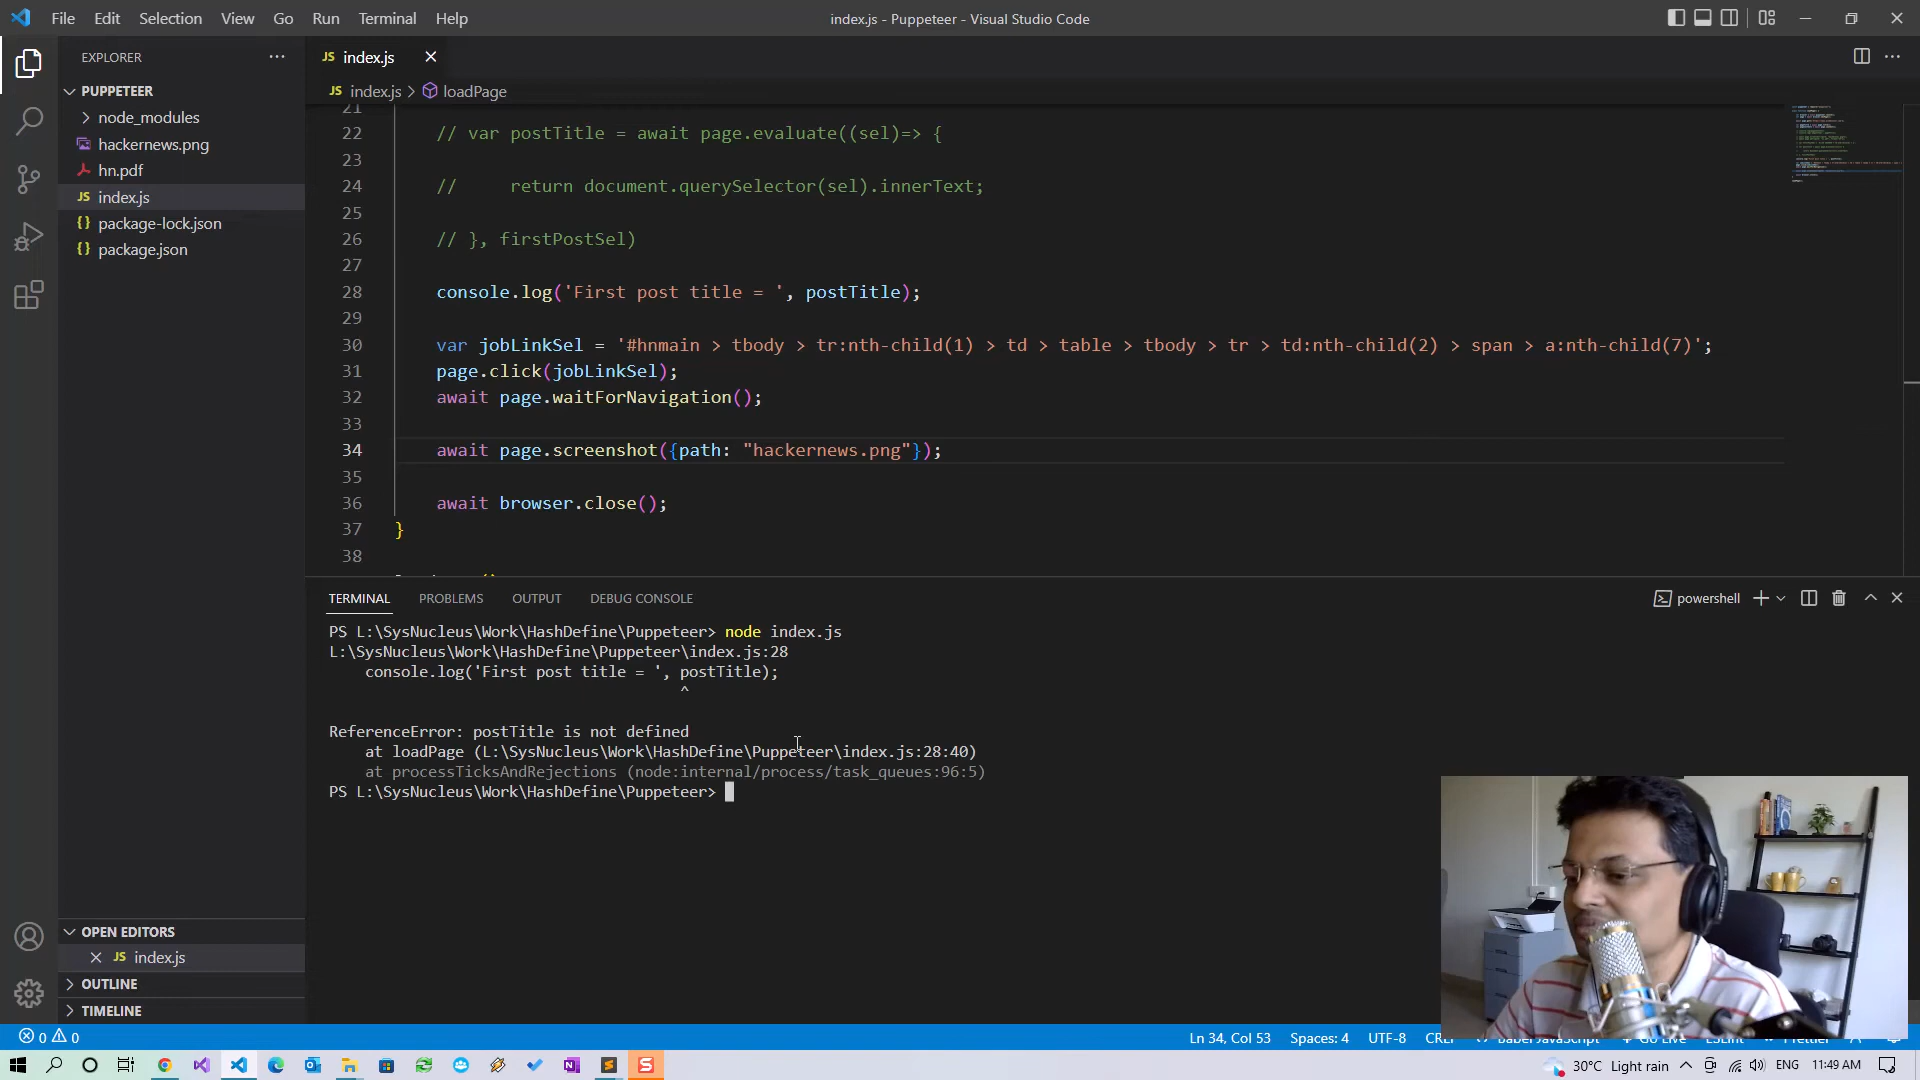 File Edit Selection View Go Run Terminal Help
index.js - Puppeteer - Visual Studio Code
EXPLORER
PUPPETEER
node_modules
hackernews.png
hn.pdf
JS index.js
{} package-lock.json
{} package.json
JS index.js
JS index.js > loadPage
21
22 // var postTitle = await page.evaluate((sel)=> {
23
24 //     return document.querySelector(sel).innerText;
25
26 // }, firstPostSel)
27
28 console.log('First post title = ', postTitle);
29
30 var jobLinkSel = '#hnmain > tbody > tr:nth-child(1) > td > table > tbody > tr > td:nth-child(2) > span > a:nth-child(7)';
31 page.click(jobLinkSel);
32 await page.waitForNavigation();
33
34 await page.screenshot({path: "hackernews.png"});
35
36 await browser.close();
37 }
38
TERMINAL PROBLEMS OUTPUT DEBUG CONSOLE
powershell
PS L:\SysNucleus\Work\HashDefine\Puppeteer> node index.js
L:\SysNucleus\Work\HashDefine\Puppeteer\index.js:28
console.log('First post title = ', postTitle);
^
ReferenceError: postTitle is not defined
at loadPage (L:\SysNucleus\Work\HashDefine\Puppeteer\index.js:28:40)
at processTicksAndRejections (node:internal/process/task_queues:96:5)
PS L:\SysNucleus\Work\HashDefine\Puppeteer>
OPEN EDITORS
JS index.js
OUTLINE
TIMELINE
0 0
Ln 34, Col 53 Spaces: 4 UTF-8
30°C Light rain
ENG 11:49 AM